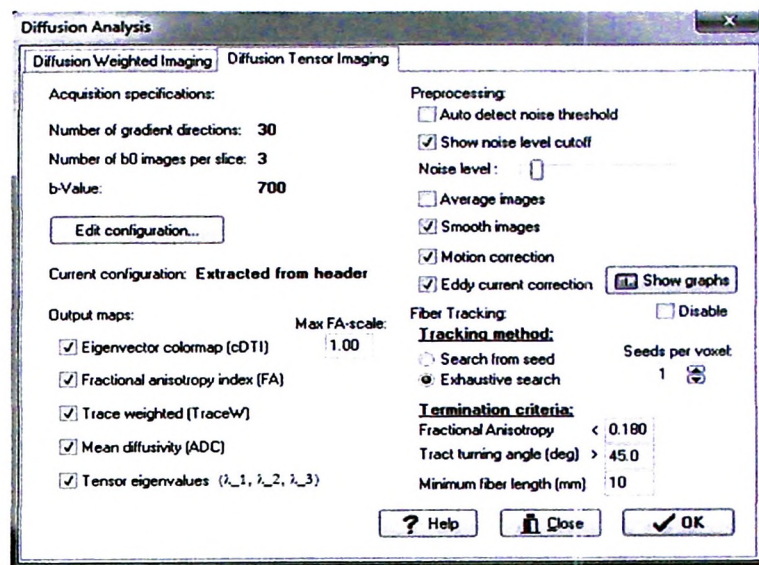 Diffusion Analysis
Diffusion Weighted Imaging
Diffusion Tensor Imaging
Acquisition specifications:
Number of gradient directions: 30
Number of b0 images per slice: 3
b-Value: 700
Edit configuration...
Current configuration: Extracted from header
Output maps:
Max FA-scale:
1.00
Eigenvector colormap (cDTI)
Fractional anisotropy index (FA)
Trace weighted (TraceW)
Mean diffusivity (ADC)
Tensor eigenvalues (λ_1, λ_2, λ_3)
Preprocessing:
Auto detect noise threshold
Show noise level cutoff
Noise level :
Average images
Smooth images
Motion correction
Eddy current correction
Show graphs
Fiber Tracking:
Disable
Tracking method:
Search from seed
Exhaustive search
Seeds per voxel:
1
Termination criteria:
Fractional Anisotropy < 0.180
Tract turning angle (deg) > 45.0
Minimum fiber length (mm) 10
? Help
Close
OK